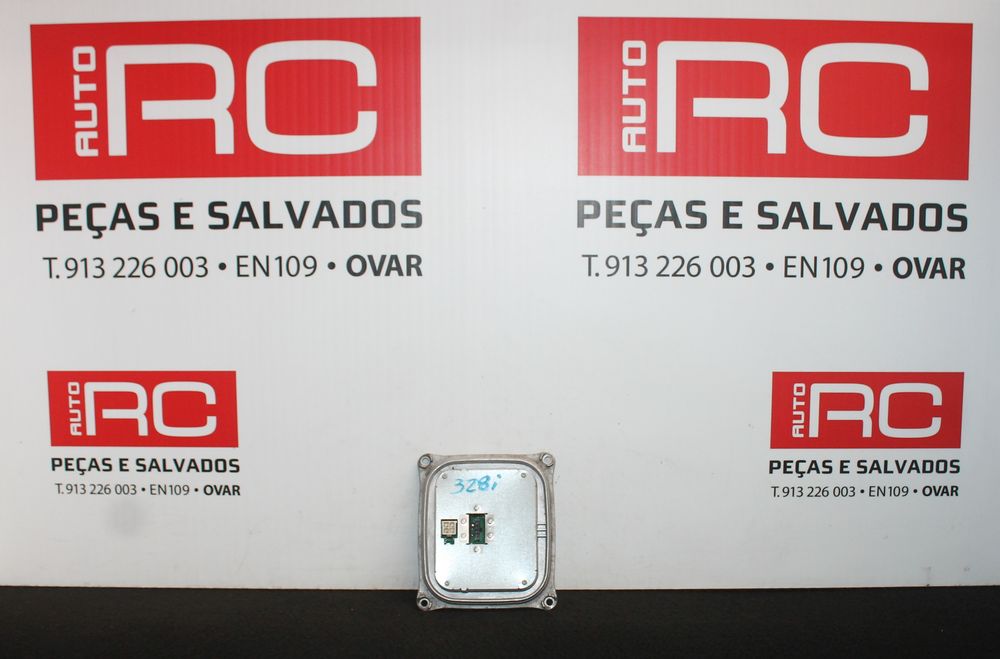 AUTO RC
PEÇAS E SALVADOS
T. 913 226 003 • EN109 • OVAR
AUTO RC
PEÇAS E SALVADOS
T. 913 226 003 • EN109 • OVAR
AUTO RC
PEÇAS E SALVADOS
T. 913 226 003 • EN109 • OVAR
AUTO RC
PEÇAS E SALVADOS
T. 913 226 003 • EN109 • OVAR
328i